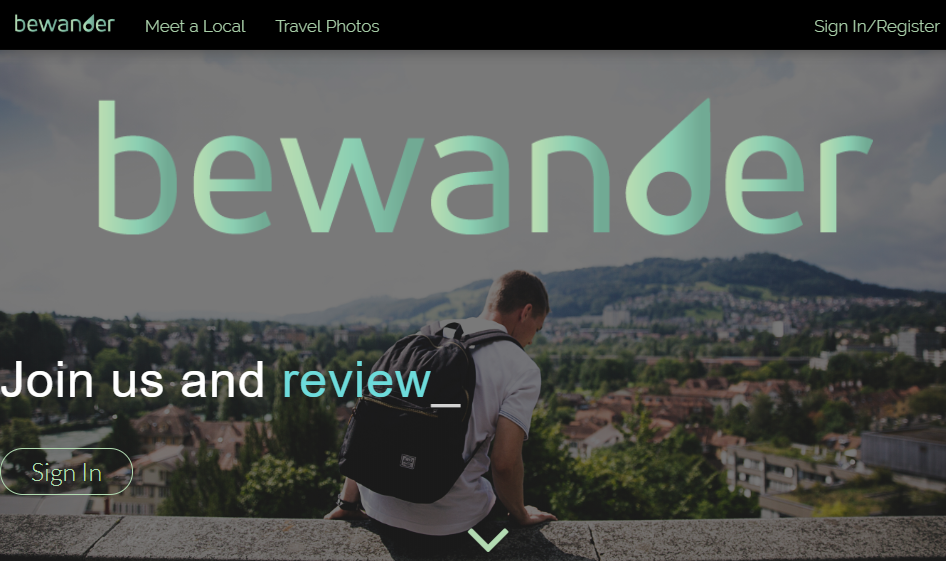 bewander Meet a Local Travel Photos Sign In/Register
bewander
Join us and review_
Sign In